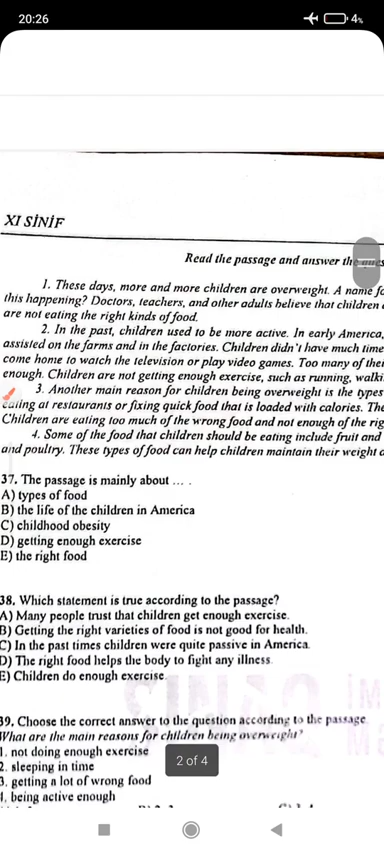 20:26
4%
XI SİNİF
Read the passage and answer the
1. These days, more and more children are overweight. A name fo
this happening? Doctors, teachers, and other adults believe that children
are not eating the right kinds of food.
2. In the past, children used to be more active. In early America,
assisted on the farms and in the factories. Children didn't have much time
come home to watch the television or play video games. Too many of thei
enough. Children are not getting enough exercise, such as running, walki
3. Another main reason for children being overweight is the types
eating at restaurants or fixing quick food that is loaded with calories. The
Children are eating too much of the wrong food and not enough of the rig
4. Some of the food that children should be eating include fruit and
and poultry. These types of food can help children maintain their weight
37. The passage is mainly about ... .
A) types of food
B) the life of the children in America
C) childhood obesity
D) getting enough exercise
E) the right food
38. Which statement is true according to the passage?
A) Many people trust that children get enough exercise.
B) Getting the right varieties of food is not good for health.
C) In the past times children were quite passive in America.
D) The right food helps the body to fight any illness.
E) Children do enough exercise.
39. Choose the correct answer to the question according to the passage
What are the main reasons for children being overweight?
1. not doing enough exercise
2. sleeping in time
3. getting a lot of wrong food
4. being active enough
2 of 4